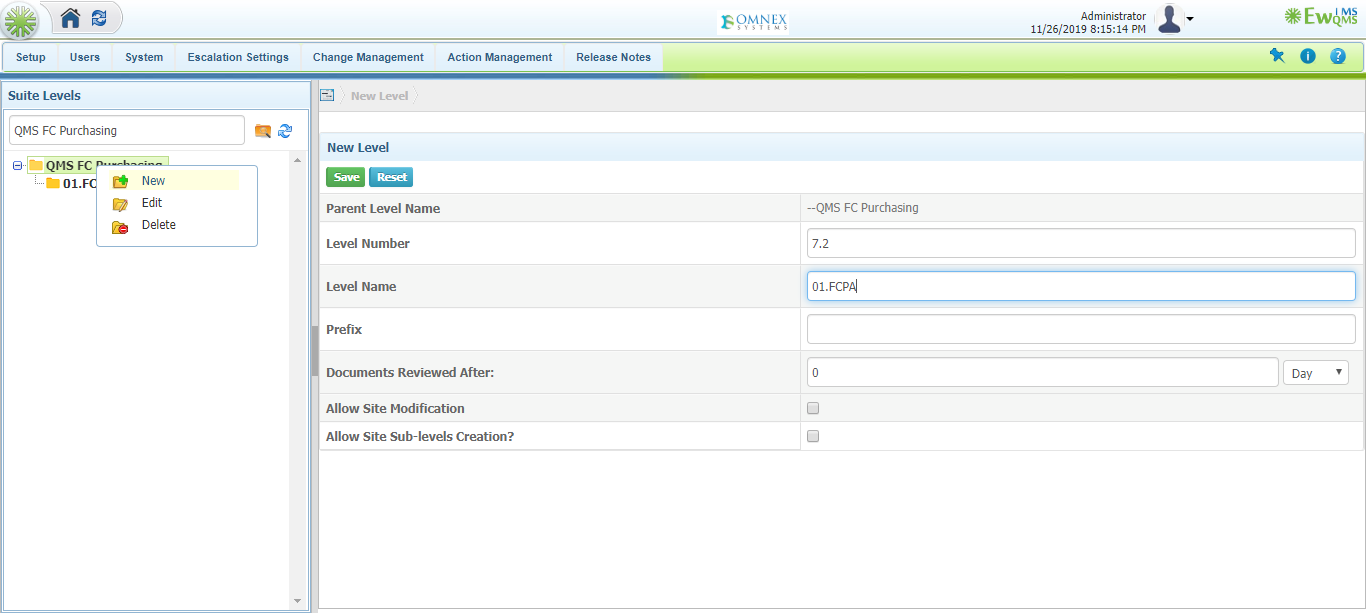 OMNEX
SYSTEMS
Administrator
11/26/2019 8:15:14 PM
EwQMS
iMS
Setup
Users
System
Escalation Settings
Change Management
Action Management
Release Notes
Suite Levels
QMS FC Purchasing
QMS FC Purchasing
01.FC
New
Edit
Delete
New Level
New Level
Save
Reset
Parent Level Name
--QMS FC Purchasing
Level Number
7.2
Level Name
01.FCPA
Prefix
Documents Reviewed After:
0
Day
Allow Site Modification
Allow Site Sub-levels Creation?